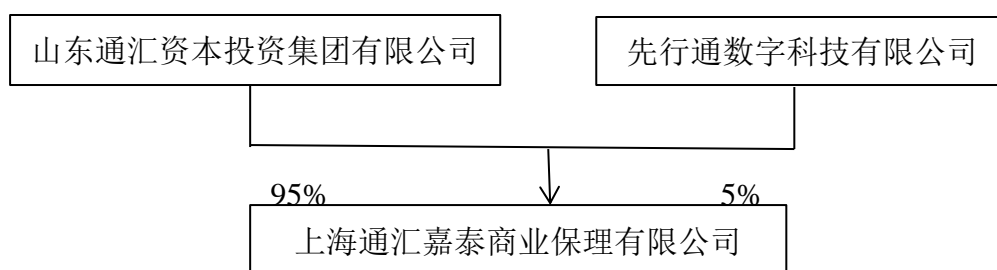 山东通汇资本投资集团有限公司
先行通数字科技有限公司
95%
5%
上海通汇嘉泰商业保理有限公司